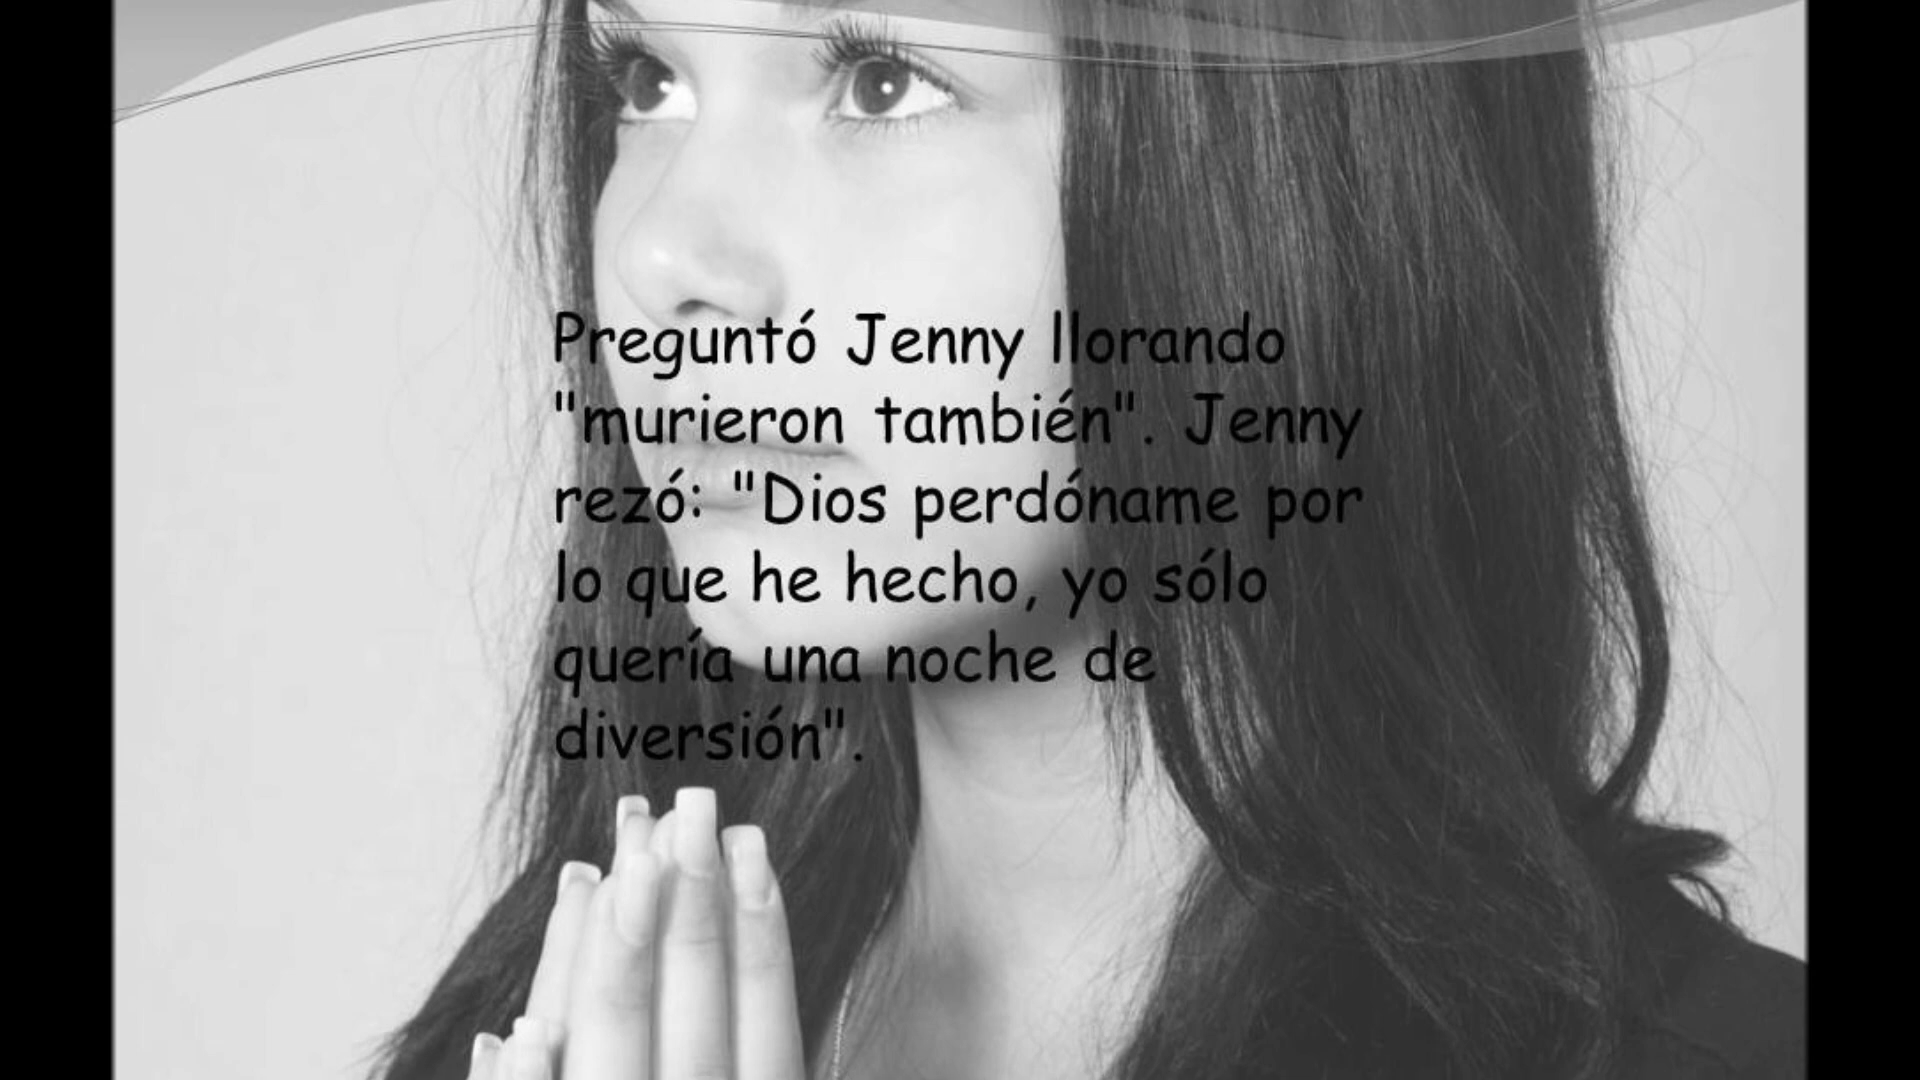 Preguntó Jenny llorando
"murieron también". Jenny
rezó: "Dios perdóname por
lo que he hecho, yo sólo
quería una noche de
diversión".